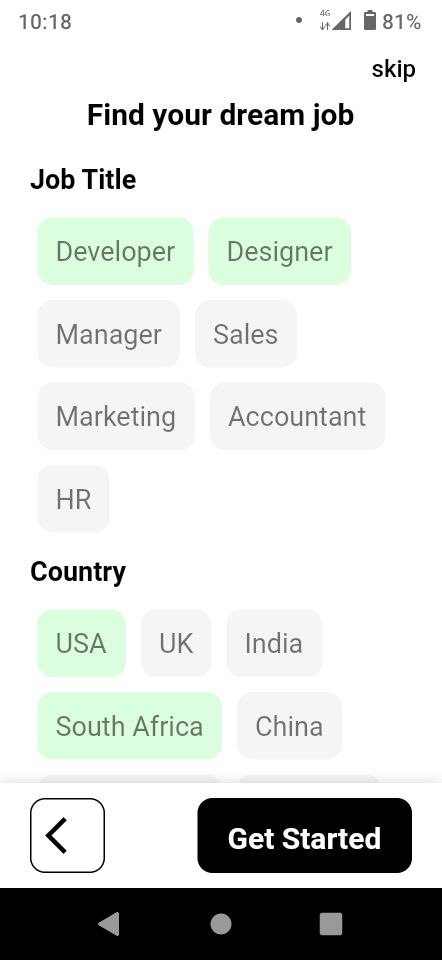 10:18 4G 81%
skip
Find your dream job
Job Title
Developer Designer
Manager Sales
Marketing Accountant
HR
Country
USA UK India
South Africa China
Get Started